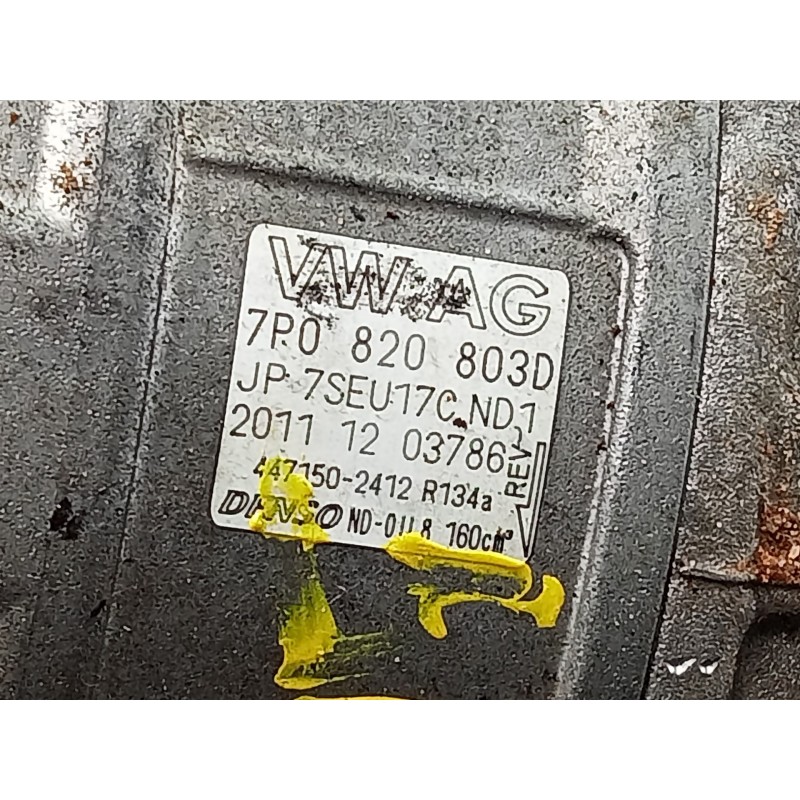 VW AG
7P0 820 803D
JP 7SEU17C ND1
2011 12 03786
REV
447150-2412 R134a
DENSO ND-OIL8 160cm³